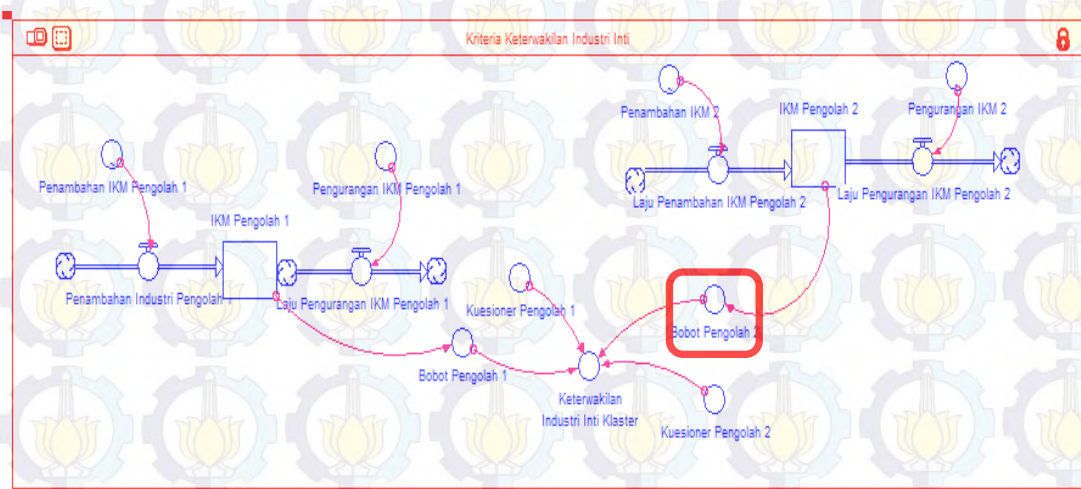 Kriteria Keterwakilan Industri Inti
Penambahan IKM 2
IKM Pengolah 2
Pengurangan IKM 2
Laju Penambahan IKM Pengolah 2
Laju Pengurangan IKM Pengolah 2
Penambahan IKM Pengolah 1
Pengurangan IKM Pengolah 1
IKM Pengolah 1
Penambahan Industri Pengolah
Laju Pengurangan IKM Pengolah 1
Kuesioner Pengolah 1
Bobot Pengolah 2
Bobot Pengolah 1
Keterwakilan
Industri Inti Klaster
Kuesioner Pengolah 2